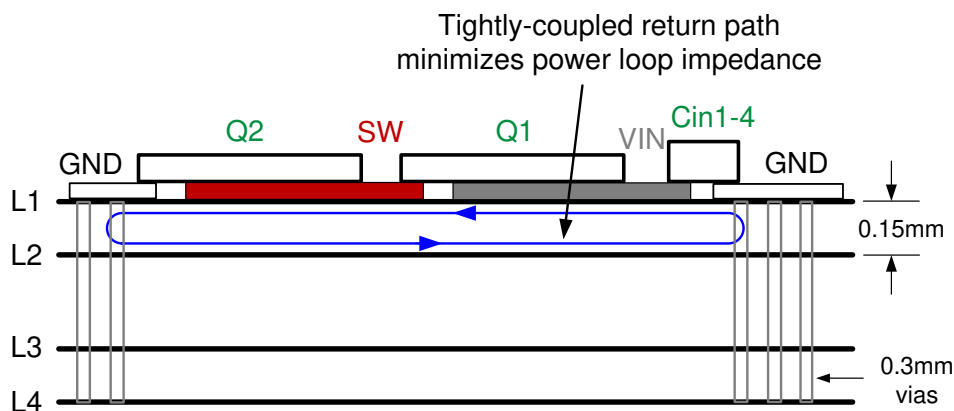 Tightly-coupled return path
minimizes power loop impedance
Cin1-4
Q2
SW
Q1
VIN
GND
GND
L1
0.15mm
L2
L3
0.3mm
vias
L4